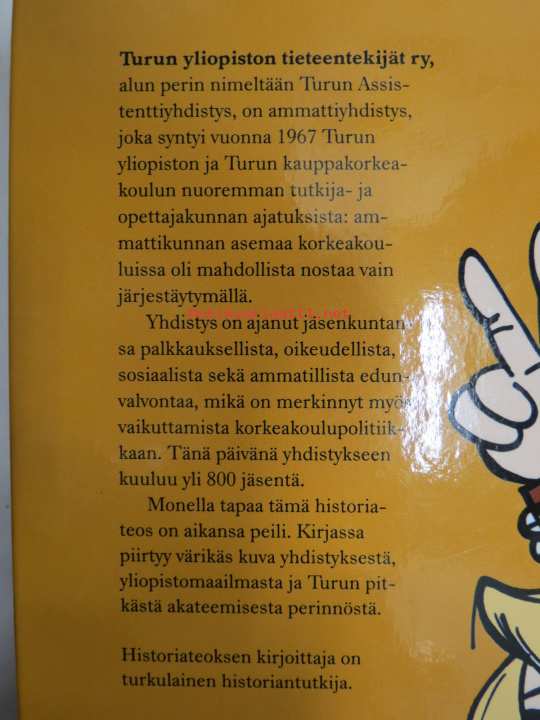 Turun yliopiston tieteentekijät ry,
alun perin nimeltään Turun Assis-
tenttiyhdistys, on ammattiyhdistys,
joka syntyi vuonna 1967 Turun
yliopiston ja Turun kauppakorkea-
koulun nuoremman tutkija- ja
opettajakunnan ajatuksista: am-
mattikunnan asemaa korkeakou-
luissa oli mahdollista nostaa vain
järjestäytymällä.
Yhdistys on ajanut jäsenkuntan-
sa palkkauksellista, oikeudellista,
sosiaalista sekä ammatillista edun-
valvontaa, mikä on merkinnyt myös
vaikuttamista korkeakoulupolitiik-
kaan. Tänä päivänä yhdistykseen
kuuluu yli 800 jäsentä.
Monella tapaa tämä historia-
teos on aikansa peili. Kirjassa
piirtyy värikäs kuva yhdistyksestä,
yliopistomaailmasta ja Turun pit-
kästä akateemisesta perinnöstä.
Historiateoksen kirjoittaja on
turkulainen historiantutkija.